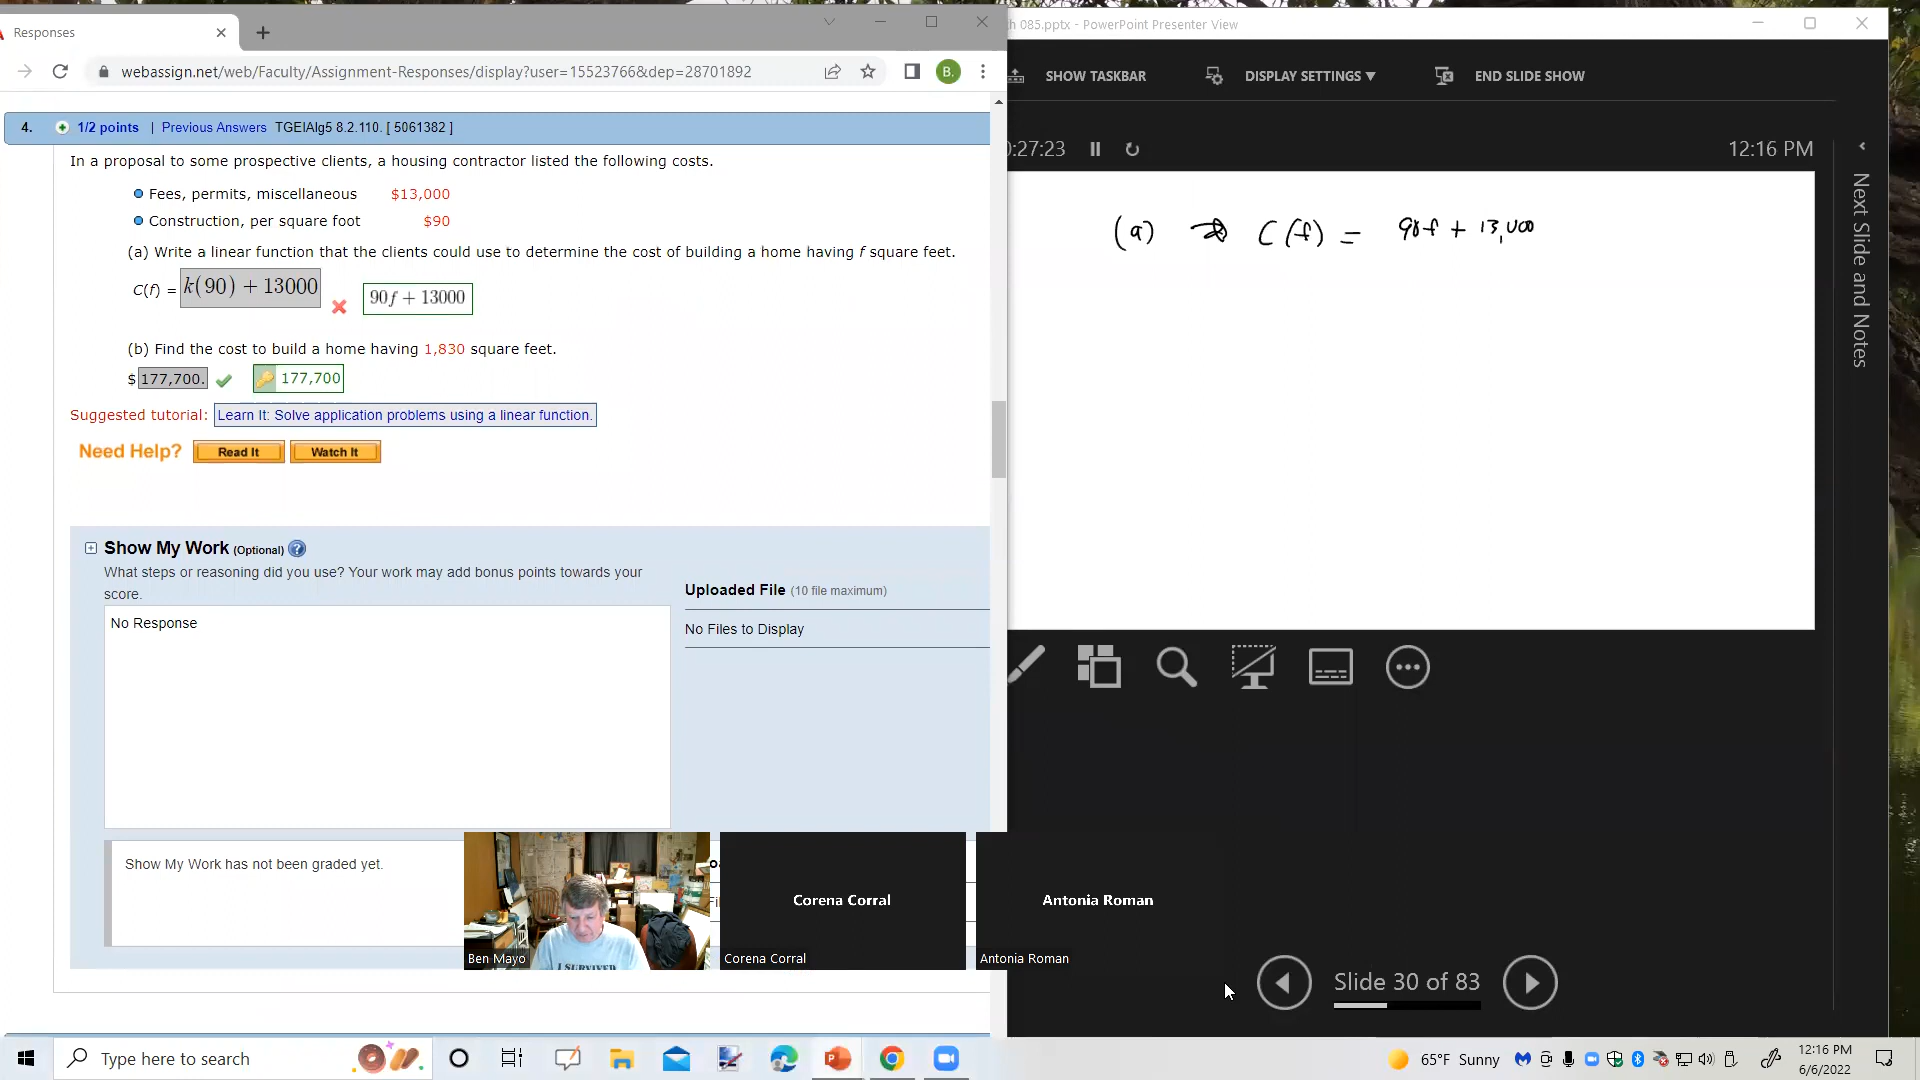 Responses
ch 085.pptx - PowerPoint Presenter View
webassign.net/web/Faculty/Assignment-Responses/display?user=15523766&dep=28701892
B.
SHOW TASKBAR
DISPLAY SETTINGS ▼
END SLIDE SHOW
4. 1/2 points | Previous Answers TGEIAlg5 8.2.110. [ 5061382 ]
In a proposal to some prospective clients, a housing contractor listed the following costs.
Fees, permits, miscellaneous $13,000
Construction, per square foot $90
(a) Write a linear function that the clients could use to determine the cost of building a home having f square feet.
C(f) = k(90) + 13000 90f + 13000
(b) Find the cost to build a home having 1,830 square feet.
$ 177,700. 177,700
Suggested tutorial: Learn It: Solve application problems using a linear function.
Need Help? Read It Watch It
Show My Work (Optional) ?
What steps or reasoning did you use? Your work may add bonus points towards your
score.
No Response
Uploaded File (10 file maximum)
No Files to Display
Show My Work has not been graded yet.
:27:23
12:16 PM
Next Slide and Notes
(a) ⇒ C(f) = 90f + 13,000
Ben Mayo
I SURVIVED
Corena Corral
Corena Corral
Antonia Roman
Antonia Roman
Slide 30 of 83
Type here to search
65°F Sunny
12:16 PM
6/6/2022